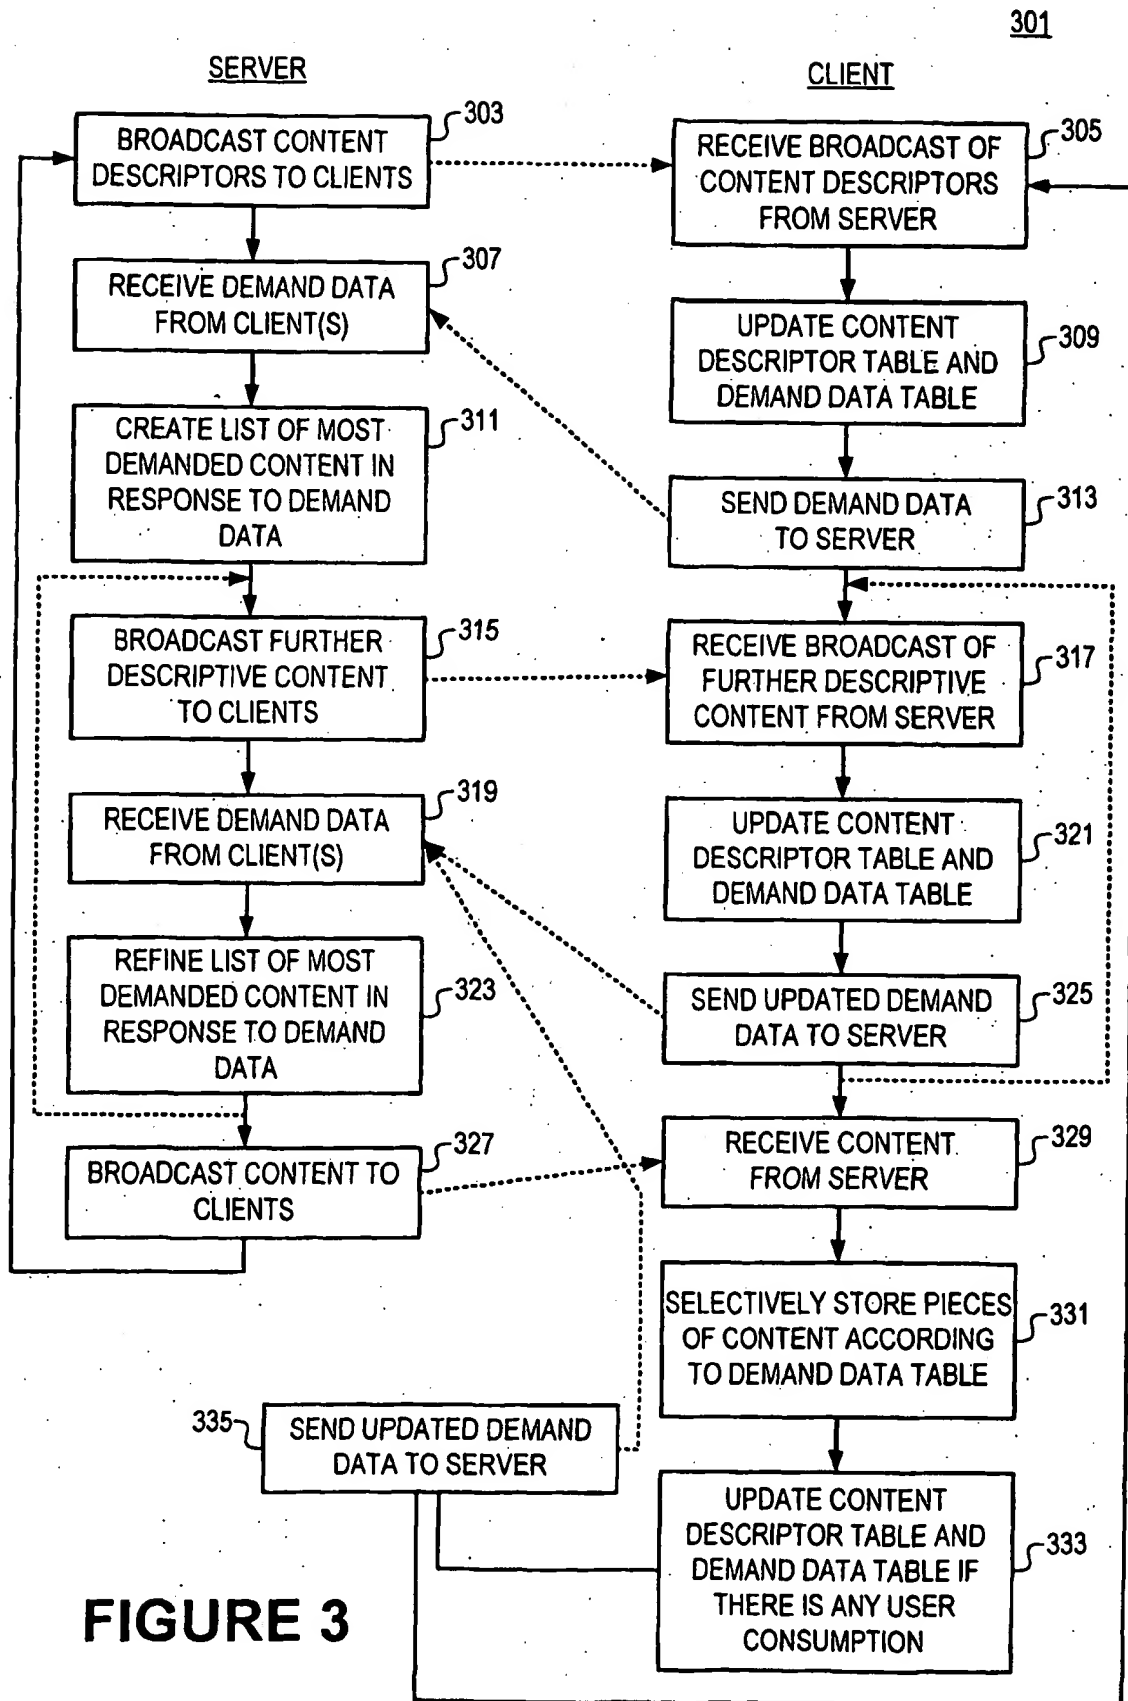 301
SERVER
CLIENT
BROADCAST CONTENT
DESCRIPTORS TO CLIENTS
303
RECEIVE BROADCAST OF
CONTENT DESCRIPTORS
FROM SERVER
305
RECEIVE DEMAND DATA
FROM CLIENT(S)
307
UPDATE CONTENT
DESCRIPTOR TABLE AND
DEMAND DATA TABLE
309
CREATE LIST OF MOST
DEMANDED CONTENT IN
RESPONSE TO DEMAND
DATA
311
SEND DEMAND DATA
TO SERVER
313
BROADCAST FURTHER
DESCRIPTIVE CONTENT
TO CLIENTS
315
RECEIVE BROADCAST OF
FURTHER DESCRIPTIVE
CONTENT FROM SERVER
317
RECEIVE DEMAND DATA
FROM CLIENT(S)
319
UPDATE CONTENT
DESCRIPTOR TABLE AND
DEMAND DATA TABLE
321
REFINE LIST OF MOST
DEMANDED CONTENT IN
RESPONSE TO DEMAND
DATA
323
SEND UPDATED DEMAND
DATA TO SERVER
325
BROADCAST CONTENT TO
CLIENTS
327
RECEIVE CONTENT
FROM SERVER
329
SELECTIVELY STORE PIECES
OF CONTENT ACCORDING
TO DEMAND DATA TABLE
331
335
SEND UPDATED DEMAND
DATA TO SERVER
UPDATE CONTENT
DESCRIPTOR TABLE AND
DEMAND DATA TABLE IF
THERE IS ANY USER
CONSUMPTION
333
FIGURE 3